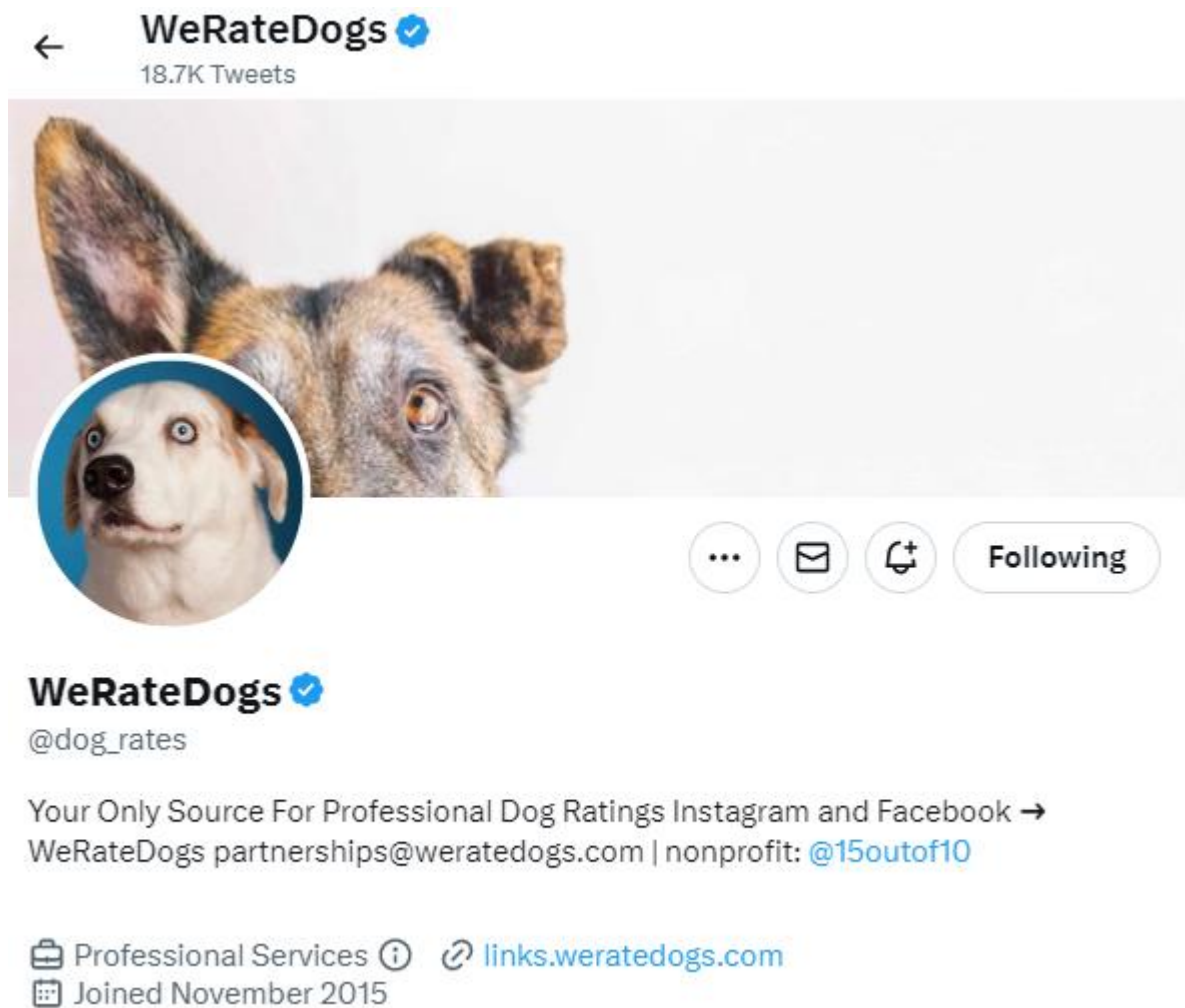 WeRateDogs
18.7K Tweets
Following
WeRateDogs
@dog_rates
Your Only Source For Professional Dog Ratings Instagram and Facebook →
WeRateDogs partnerships@weratedogs.com | nonprofit: @15outof10
Professional Services links.weratedogs.com
Joined November 2015